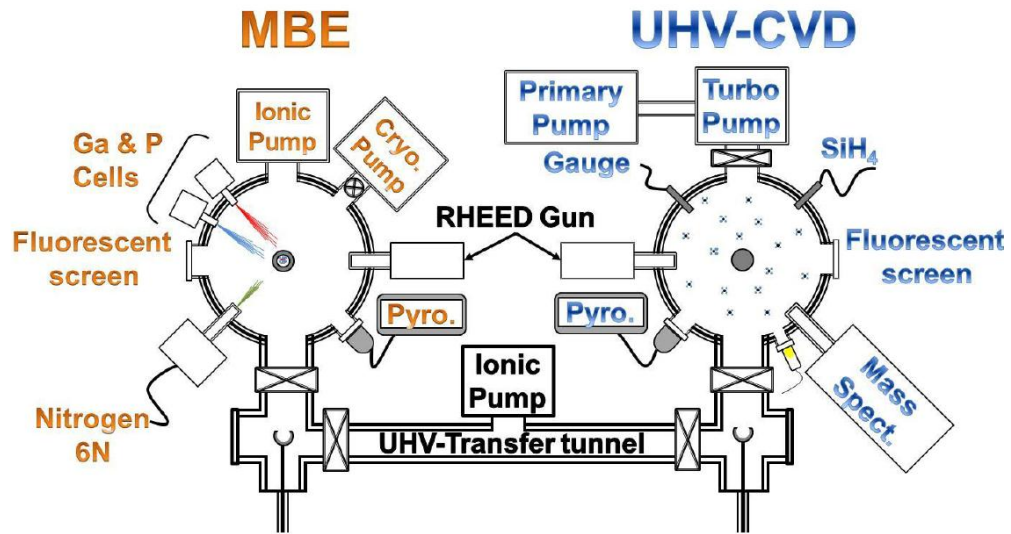 MBE
UHV-CVD
Ionic
Pump
Cryo.
Pump
Ga & P
Cells
Fluorescent
screen
Nitrogen
6N
Pyro.
RHEED Gun
Primary
Pump
Turbo
Pump
Gauge
SiH₄
Fluorescent
screen
Pyro.
Mass
Spect.
Ionic
Pump
UHV-Transfer tunnel